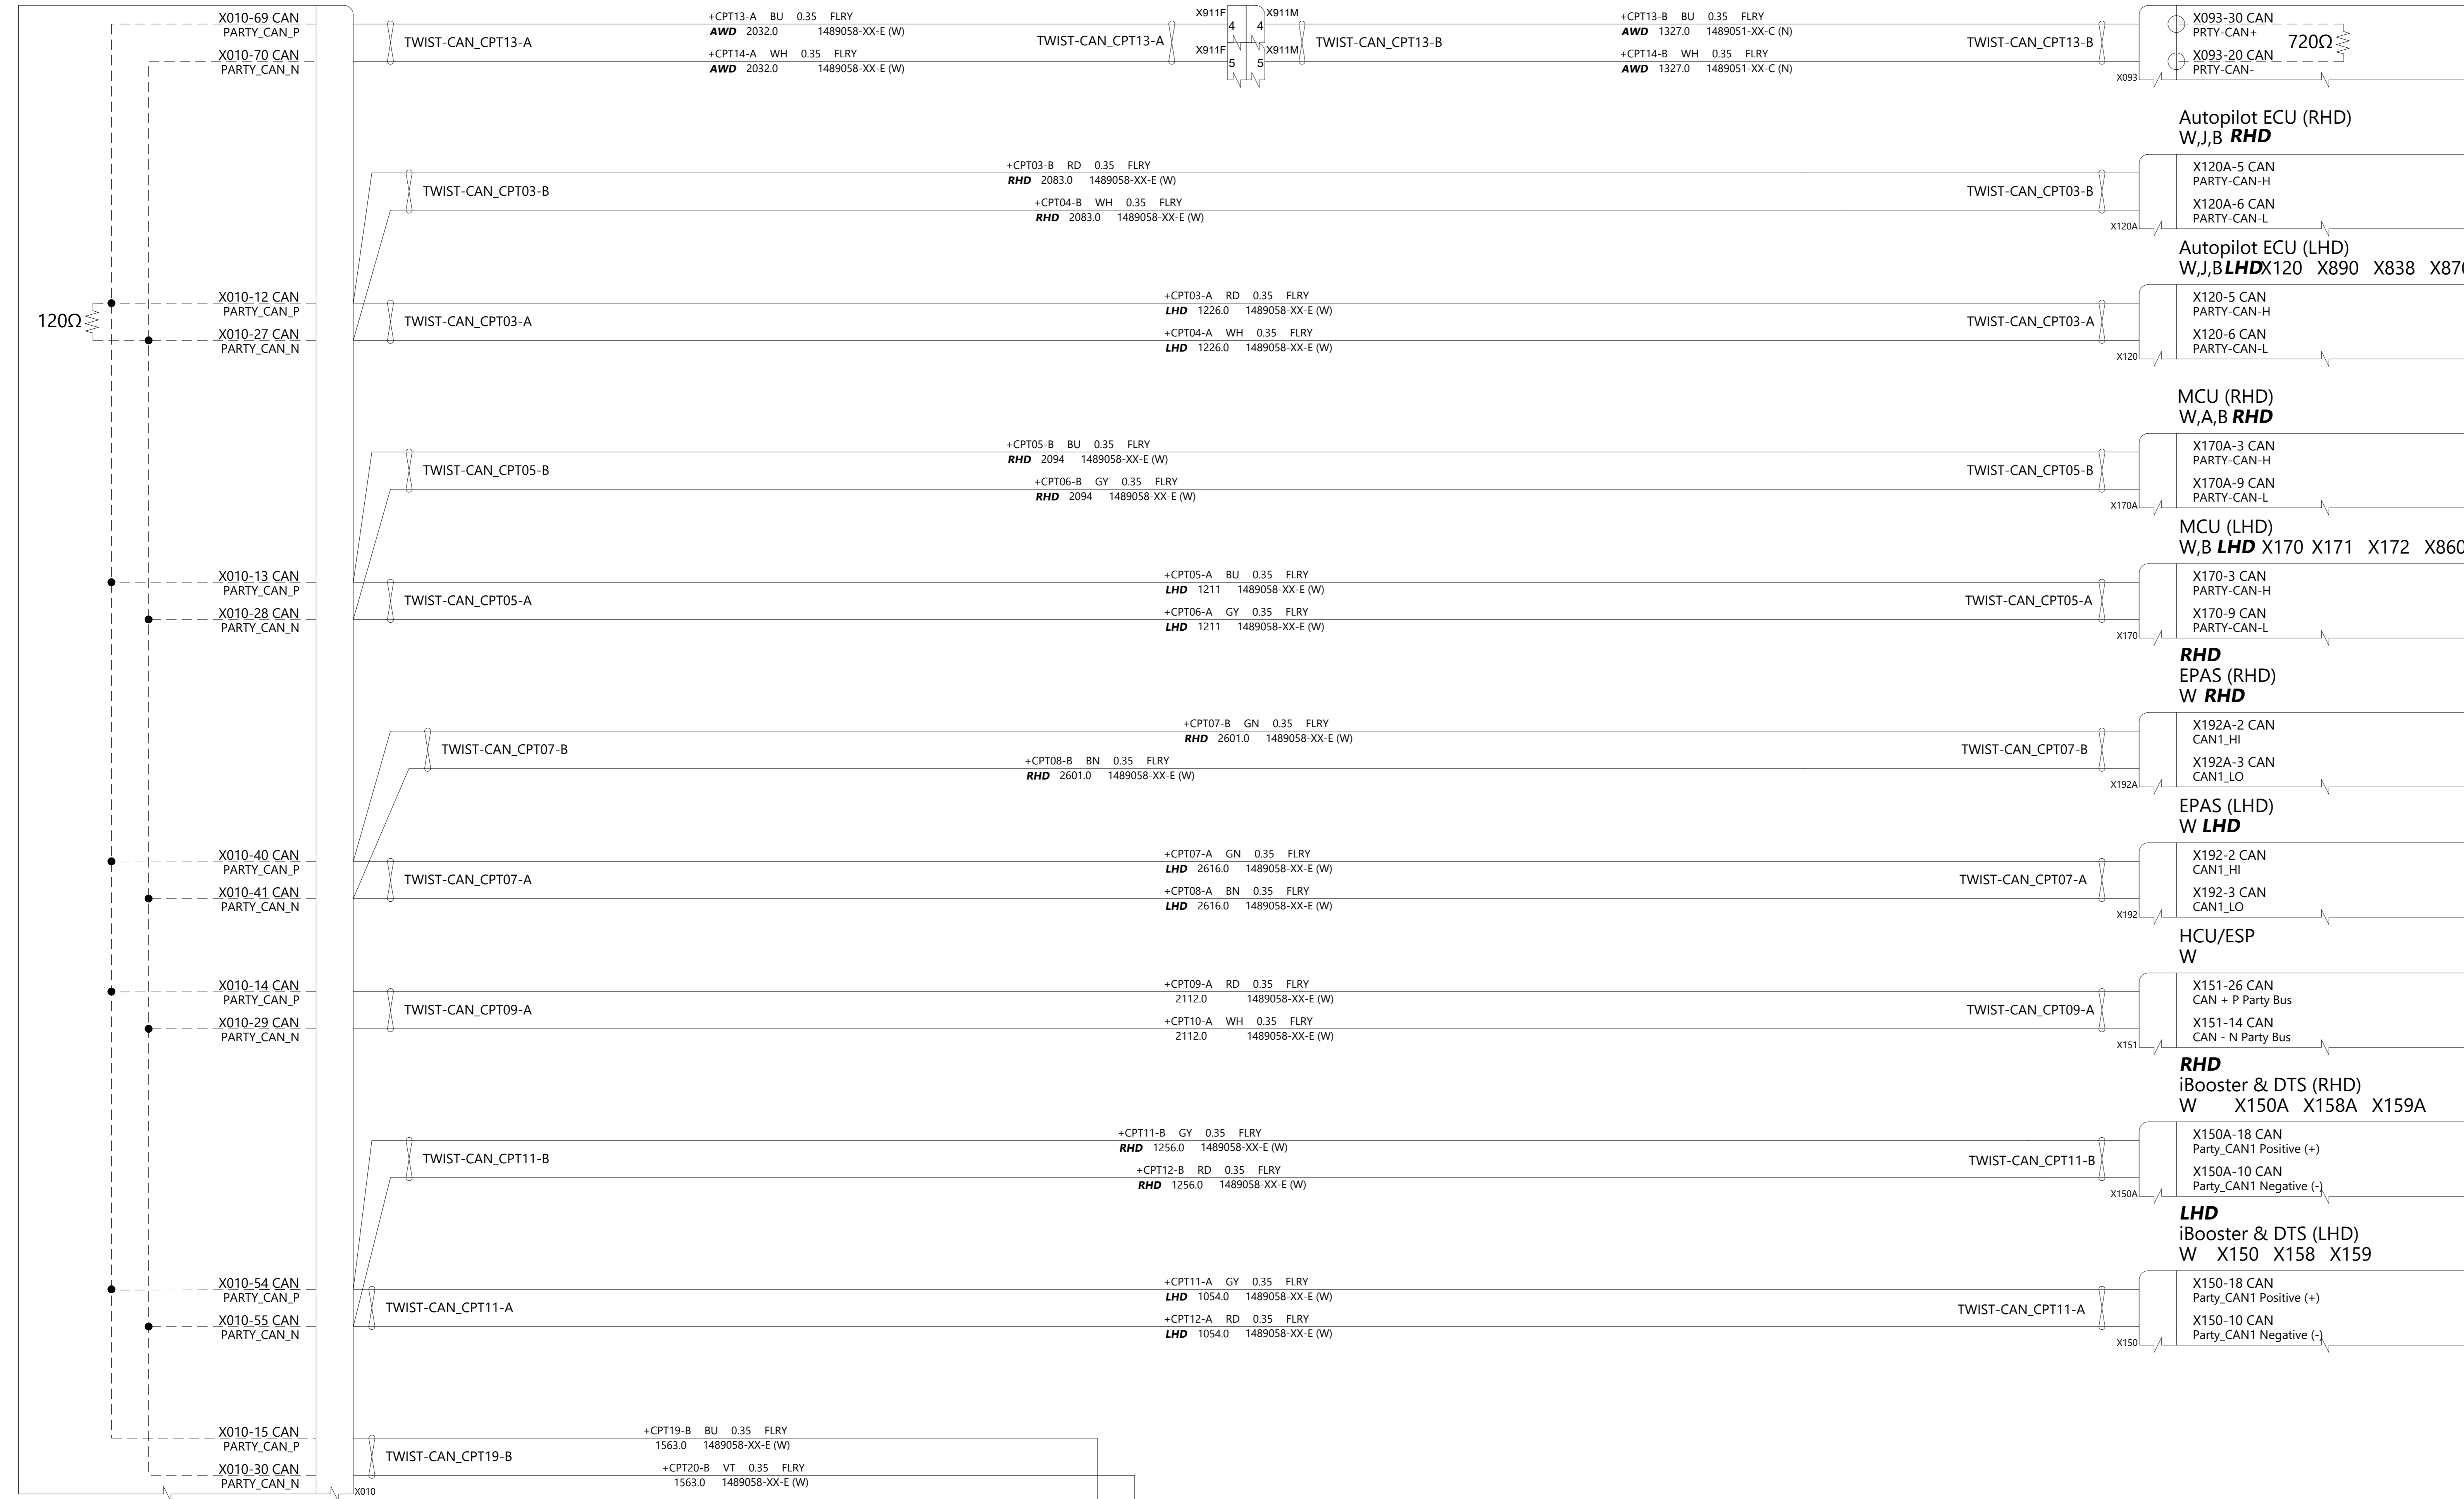 X010-69 CAN
PARTY_CAN_P
X010-70 CAN
PARTY_CAN_N
TWIST-CAN_CPT13-A
+CPT13-A BU 0.35 FLRY
AWD 2032.0 1489058-XX-E (W)
+CPT14-A WH 0.35 FLRY
AWD 2032.0 1489058-XX-E (W)
TWIST-CAN_CPT13-A
X911F 4 4 X911M
X911F 5 5 X911M
TWIST-CAN_CPT13-B
+CPT13-B BU 0.35 FLRY
AWD 1327.0 1489051-XX-C (N)
+CPT14-B WH 0.35 FLRY
AWD 1327.0 1489051-XX-C (N)
TWIST-CAN_CPT13-B
X093
X093-30 CAN
PRTY-CAN+
720Ω
X093-20 CAN
PRTY-CAN-
Autopilot ECU (RHD)
W,J,B RHD
TWIST-CAN_CPT03-B
+CPT03-B RD 0.35 FLRY
RHD 2083.0 1489058-XX-E (W)
+CPT04-B WH 0.35 FLRY
RHD 2083.0 1489058-XX-E (W)
TWIST-CAN_CPT03-B
X120A
X120A-5 CAN
PARTY-CAN-H
X120A-6 CAN
PARTY-CAN-L
Autopilot ECU (LHD)
W,J,B LHD X120 X890 X838 X870
120Ω
X010-12 CAN
PARTY_CAN_P
X010-27 CAN
PARTY_CAN_N
TWIST-CAN_CPT03-A
+CPT03-A RD 0.35 FLRY
LHD 1226.0 1489058-XX-E (W)
+CPT04-A WH 0.35 FLRY
LHD 1226.0 1489058-XX-E (W)
TWIST-CAN_CPT03-A
X120
X120-5 CAN
PARTY-CAN-H
X120-6 CAN
PARTY-CAN-L
MCU (RHD)
W,A,B RHD
TWIST-CAN_CPT05-B
+CPT05-B BU 0.35 FLRY
RHD 2094 1489058-XX-E (W)
+CPT06-B GY 0.35 FLRY
RHD 2094 1489058-XX-E (W)
TWIST-CAN_CPT05-B
X170A
X170A-3 CAN
PARTY-CAN-H
X170A-9 CAN
PARTY-CAN-L
MCU (LHD)
W,B LHD X170 X171 X172 X860
X010-13 CAN
PARTY_CAN_P
X010-28 CAN
PARTY_CAN_N
TWIST-CAN_CPT05-A
+CPT05-A BU 0.35 FLRY
LHD 1211 1489058-XX-E (W)
+CPT06-A GY 0.35 FLRY
LHD 1211 1489058-XX-E (W)
TWIST-CAN_CPT05-A
X170
X170-3 CAN
PARTY-CAN-H
X170-9 CAN
PARTY-CAN-L
RHD
EPAS (RHD)
W RHD
TWIST-CAN_CPT07-B
+CPT07-B GN 0.35 FLRY
RHD 2601.0 1489058-XX-E (W)
+CPT08-B BN 0.35 FLRY
RHD 2601.0 1489058-XX-E (W)
TWIST-CAN_CPT07-B
X192A
X192A-2 CAN
CAN1_HI
X192A-3 CAN
CAN1_LO
EPAS (LHD)
W LHD
X010-40 CAN
PARTY_CAN_P
X010-41 CAN
PARTY_CAN_N
TWIST-CAN_CPT07-A
+CPT07-A GN 0.35 FLRY
LHD 2616.0 1489058-XX-E (W)
+CPT08-A BN 0.35 FLRY
LHD 2616.0 1489058-XX-E (W)
TWIST-CAN_CPT07-A
X192
X192-2 CAN
CAN1_HI
X192-3 CAN
CAN1_LO
HCU/ESP
W
X010-14 CAN
PARTY_CAN_P
X010-29 CAN
PARTY_CAN_N
TWIST-CAN_CPT09-A
+CPT09-A RD 0.35 FLRY
2112.0 1489058-XX-E (W)
+CPT10-A WH 0.35 FLRY
2112.0 1489058-XX-E (W)
TWIST-CAN_CPT09-A
X151
X151-26 CAN
CAN + P Party Bus
X151-14 CAN
CAN - N Party Bus
RHD
iBooster & DTS (RHD)
W X150A X158A X159A
TWIST-CAN_CPT11-B
+CPT11-B GY 0.35 FLRY
RHD 1256.0 1489058-XX-E (W)
+CPT12-B RD 0.35 FLRY
RHD 1256.0 1489058-XX-E (W)
TWIST-CAN_CPT11-B
X150A
X150A-18 CAN
Party_CAN1 Positive (+)
X150A-10 CAN
Party_CAN1 Negative (-)
LHD
iBooster & DTS (LHD)
W X150 X158 X159
X010-54 CAN
PARTY_CAN_P
X010-55 CAN
PARTY_CAN_N
TWIST-CAN_CPT11-A
+CPT11-A GY 0.35 FLRY
LHD 1054.0 1489058-XX-E (W)
+CPT12-A RD 0.35 FLRY
LHD 1054.0 1489058-XX-E (W)
TWIST-CAN_CPT11-A
X150
X150-18 CAN
Party_CAN1 Positive (+)
X150-10 CAN
Party_CAN1 Negative (-)
X010-15 CAN
PARTY_CAN_P
X010-30 CAN
PARTY_CAN_N
X010
TWIST-CAN_CPT19-B
+CPT19-B BU 0.35 FLRY
1563.0 1489058-XX-E (W)
+CPT20-B VT 0.35 FLRY
1563.0 1489058-XX-E (W)